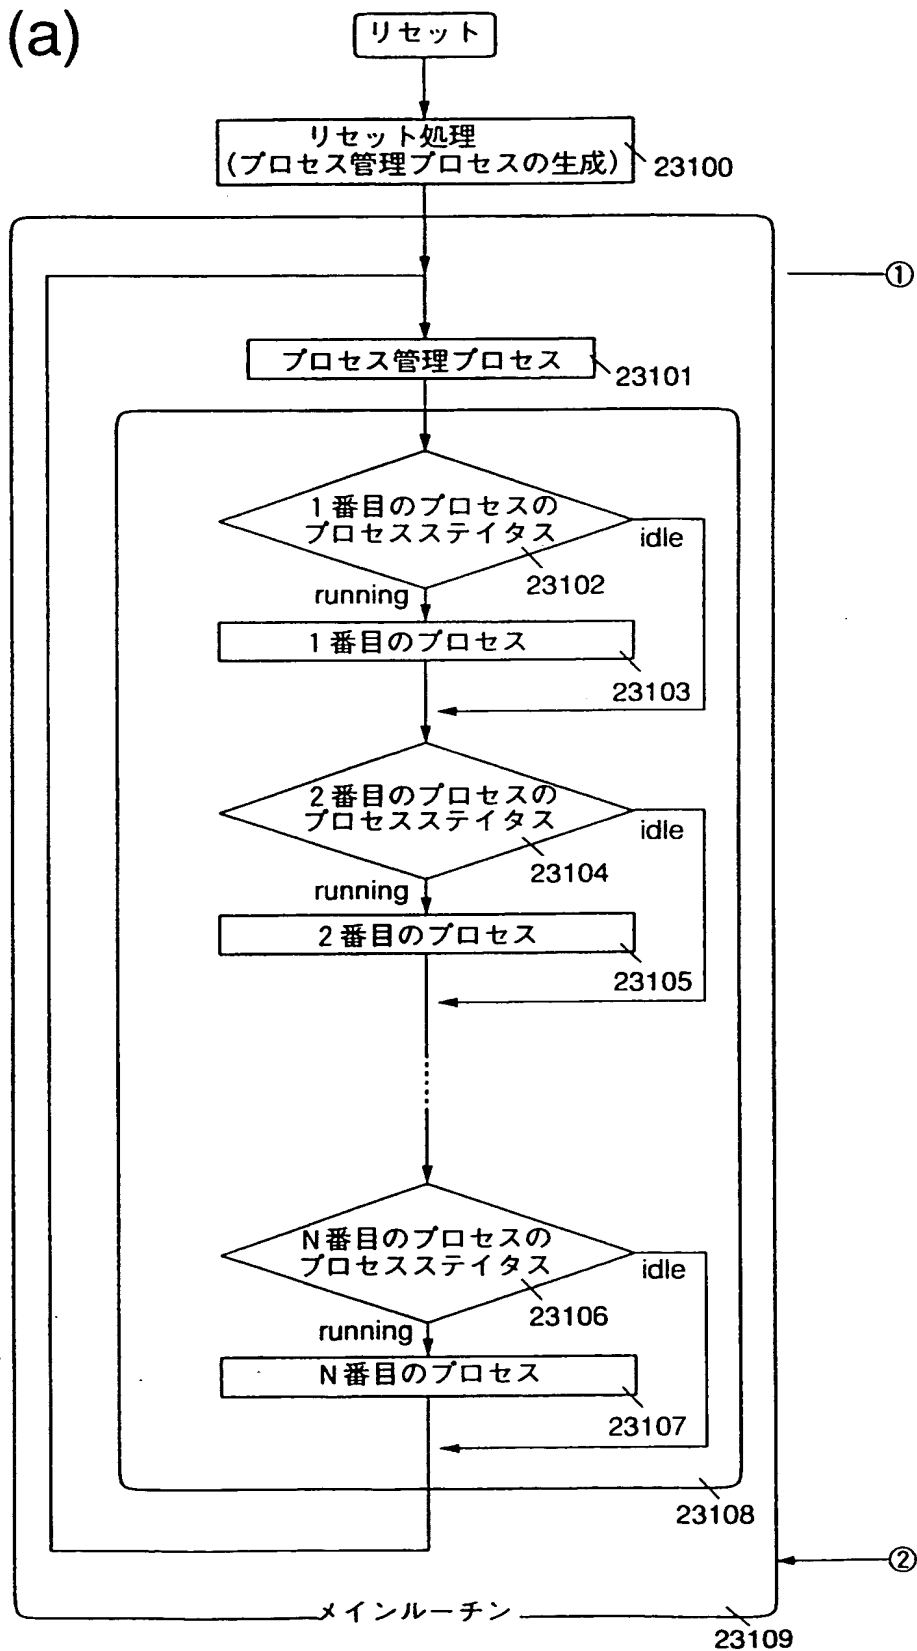 (a)
リセット
リセット処理
(プロセス管理プロセスの生成)
23100
①
プロセス管理プロセス
23101
1番目のプロセスの
プロセスステイタス
idle
23102
running
1番目のプロセス
23103
2番目のプロセスの
プロセスステイタス
idle
23104
running
2番目のプロセス
23105
N番目のプロセスの
プロセスステイタス
idle
23106
running
N番目のプロセス
23107
23108
②
メインルーチン
23109